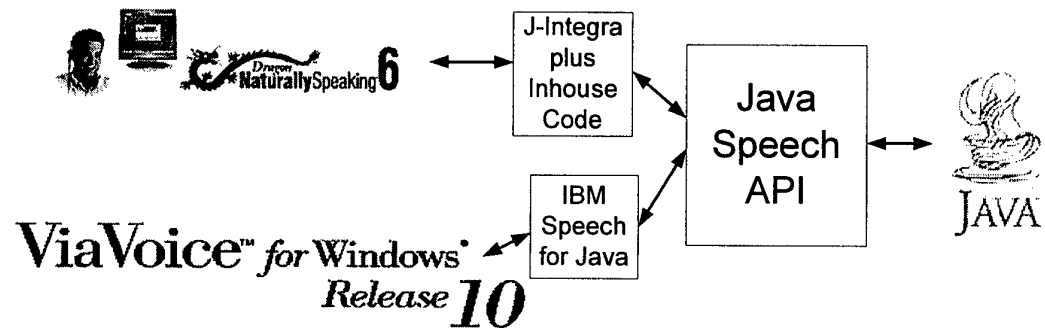 Dragon
NaturallySpeaking 6
J-Integra
plus
Inhouse
Code
Java
Speech
API
JAVA
IBM
Speech
for Java
ViaVoice™ for Windows®
Release 10